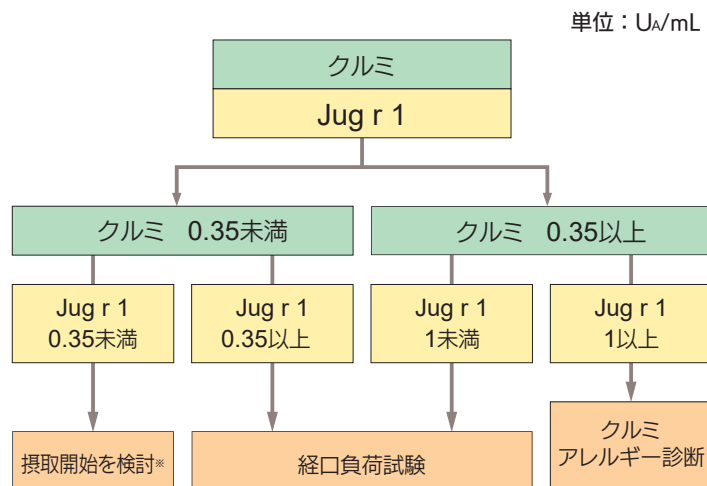 単位：UA/mL
クルミ
Jug r 1
クルミ 0.35未満
クルミ 0.35以上
Jug r 1
0.35未満
Jug r 1
0.35以上
Jug r 1
1未満
Jug r 1
1以上
摂取開始を検討※
経口負荷試験
クルミ
アレルギー診断